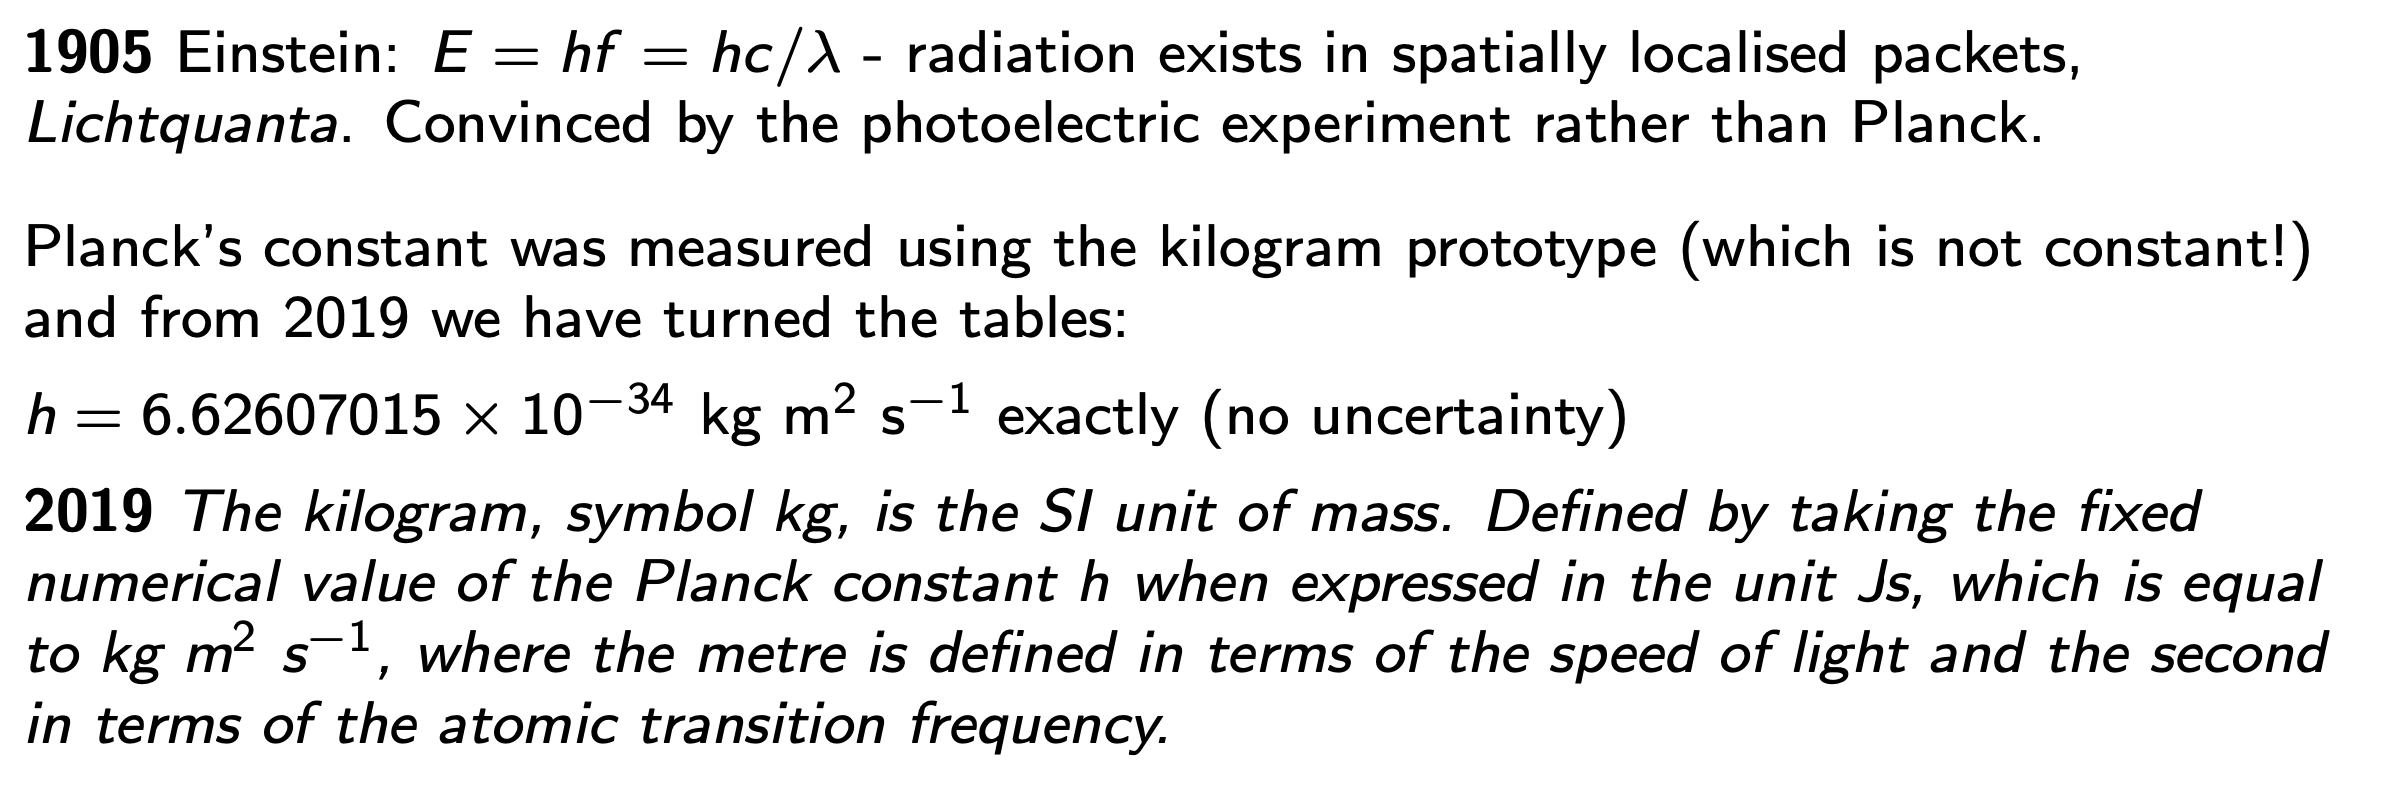 1905 Einstein: E = hf = hc/λ - radiation exists in spatially localised packets,
Lichtquanta. Convinced by the photoelectric experiment rather than Planck.
Planck's constant was measured using the kilogram prototype (which is not constant!)
and from 2019 we have turned the tables:
h = 6.62607015 × 10⁻³⁴ kg m² s⁻¹ exactly (no uncertainty)
2019 The kilogram, symbol kg, is the SI unit of mass. Defined by taking the fixed
numerical value of the Planck constant h when expressed in the unit Js, which is equal
to kg m² s⁻¹, where the metre is defined in terms of the speed of light and the second
in terms of the atomic transition frequency.